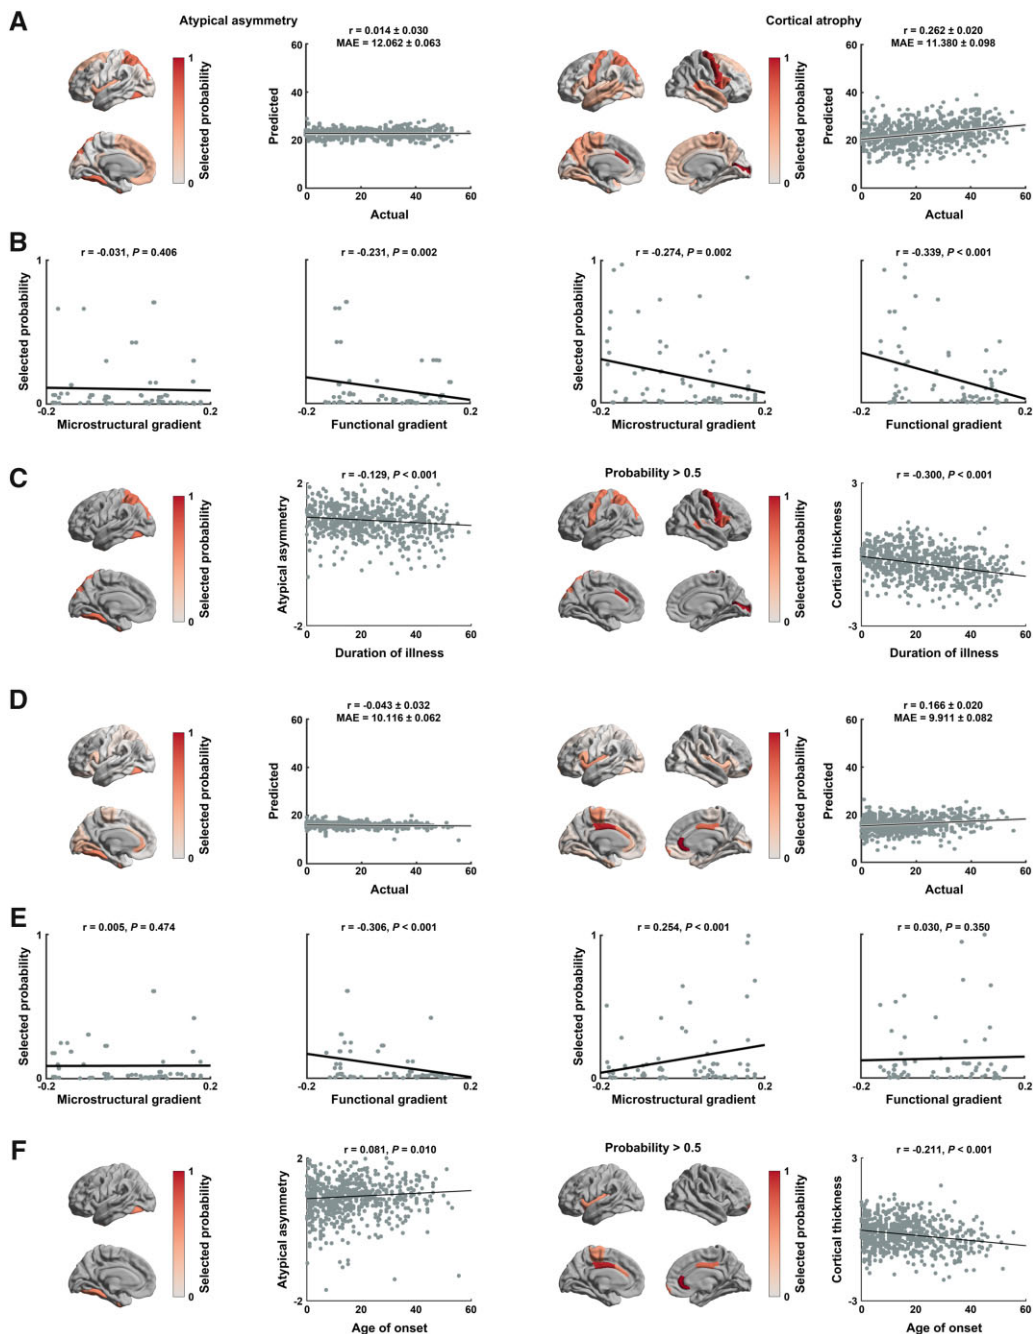 A
Atypical asymmetry
Cortical atrophy
1
Selected probability
0
r = 0.014 ± 0.030
MAE = 12.062 ± 0.063
60
40
20
0
Predicted
0 20 40 60
Actual
1
Selected probability
0
r = 0.262 ± 0.020
MAE = 11.380 ± 0.098
60
40
20
0
Predicted
0 20 40 60
Actual
B
r = -0.031, P = 0.406
1
Selected probability
0
-0.2 0.2
Microstructural gradient
r = -0.231, P = 0.002
-0.2 0.2
Functional gradient
r = -0.274, P = 0.002
1
Selected probability
0
-0.2 0.2
Microstructural gradient
r = -0.339, P < 0.001
-0.2 0.2
Functional gradient
C
1
Selected probability
0
r = -0.129, P < 0.001
2
Atypical asymmetry
-2
0 20 40 60
Duration of illness
Probability > 0.5
1
Selected probability
0
r = -0.300, P < 0.001
3
Cortical thickness
-3
0 20 40 60
Duration of illness
D
1
Selected probability
0
r = -0.043 ± 0.032
MAE = 10.116 ± 0.062
60
40
20
0
Predicted
0 20 40 60
Actual
1
Selected probability
0
r = 0.166 ± 0.020
MAE = 9.911 ± 0.082
60
40
20
0
Predicted
0 20 40 60
Actual
E
r = 0.005, P = 0.474
1
Selected probability
0
-0.2 0.2
Microstructural gradient
r = -0.306, P < 0.001
-0.2 0.2
Functional gradient
r = 0.254, P < 0.001
1
Selected probability
0
-0.2 0.2
Microstructural gradient
r = 0.030, P = 0.350
-0.2 0.2
Functional gradient
F
1
Selected probability
0
r = 0.081, P = 0.010
2
Atypical asymmetry
-2
0 20 40 60
Age of onset
Probability > 0.5
1
Selected probability
0
r = -0.211, P < 0.001
3
Cortical thickness
-3
0 20 40 60
Age of onset